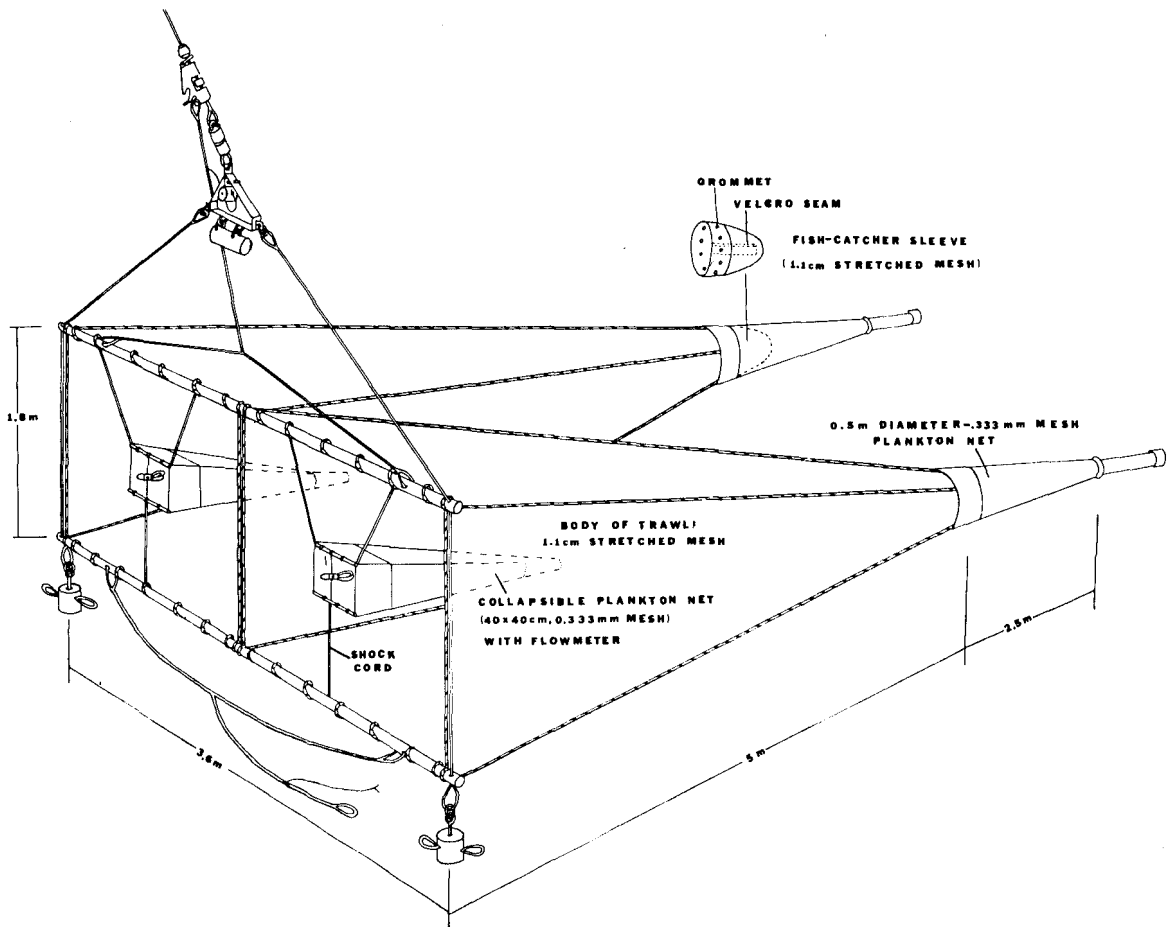 GROMMET
VELCRO SEAM
FISH-CATCHER SLEEVE
(1.1cm STRETCHED MESH)
1.8m
0.5m DIAMETER-.333mm MESH
PLANKTON NET
BODY OF TRAWL:
1.1cm STRETCHED MESH
COLLAPSIBLE PLANKTON NET
(40x40cm, 0.333mm MESH)
WITH FLOWMETER
SHOCK
CORD
2.5m
5 m
3.6m